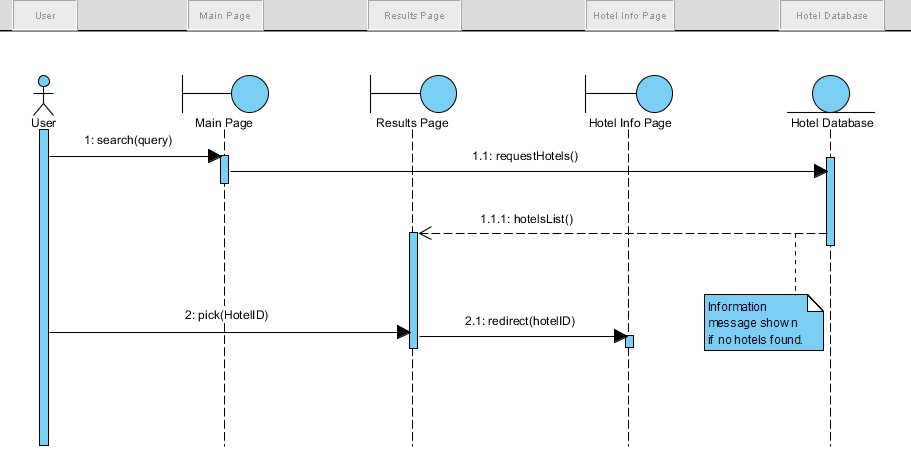 User
Main Page
Results Page
Hotel Info Page
Hotel Database
User
Main Page
Results Page
Hotel Info Page
Hotel Database
1: search(query)
1.1: requestHotels()
1.1.1: hotelsList()
Information
message shown
if no hotels found.
2: pick(HotelID)
2.1: redirect(hotelID)